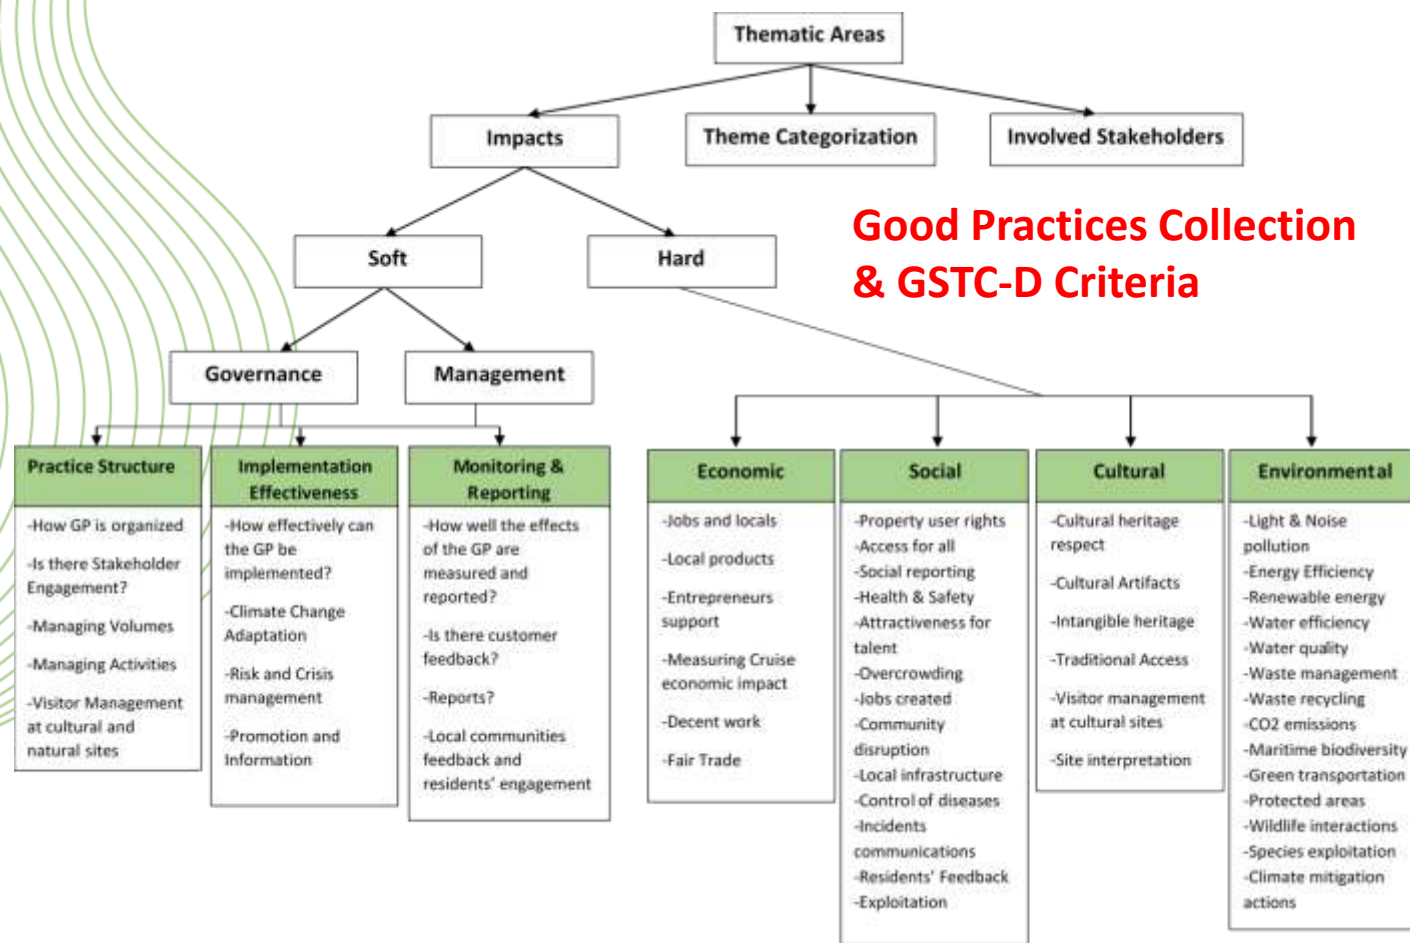 Thematic Areas
Impacts
Theme Categorization
Involved Stakeholders
Good Practices Collection
& GSTC-D Criteria
Soft
Hard
Governance
Management
Practice Structure
-How GP is organized
-Is there Stakeholder
Engagement?
-Managing Volumes
-Managing Activities
-Visitor Management
at cultural and
natural sites
Implementation
Effectiveness
-How effectively can
the GP be
implemented?
-Climate Change
Adaptation
-Risk and Crisis
management
-Promotion and
Information
Monitoring &
Reporting
-How well the effects
of the GP are
measured and
reported?
-Is there customer
feedback?
-Reports?
-Local communities
feedback and
residents' engagement
Economic
-Jobs and locals
-Local products
-Entrepreneurs
support
-Measuring Cruise
economic impact
-Decent work
-Fair Trade
Social
-Property user rights
-Access for all
-Social reporting
-Health & Safety
-Attractiveness for
talent
-Overcrowding
-Jobs created
-Community
disruption
-Local infrastructure
-Control of diseases
-Incidents
communications
-Residents' Feedback
-Exploitation
Cultural
-Cultural heritage
respect
-Cultural Artifacts
-Intangible heritage
-Traditional Access
-Visitor management
at cultural sites
-Site interpretation
Environmental
-Light & Noise
pollution
-Energy Efficiency
-Renewable energy
-Water efficiency
-Water quality
-Waste management
-Waste recycling
-CO2 emissions
-Maritime biodiversity
-Green transportation
-Protected areas
-Wildlife interactions
-Species exploitation
-Climate mitigation
actions